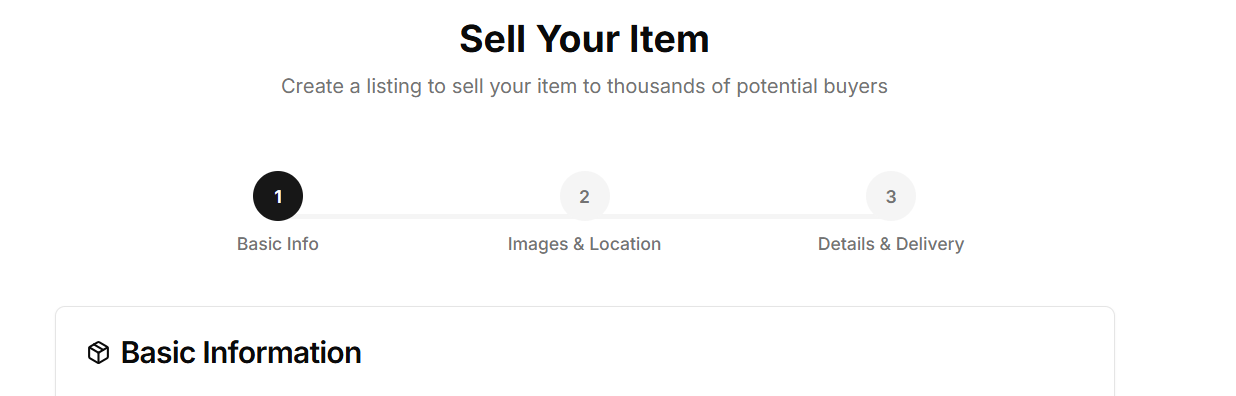 Sell Your Item
Create a listing to sell your item to thousands of potential buyers
1 2 3
Basic Info Images & Location Details & Delivery
Basic Information